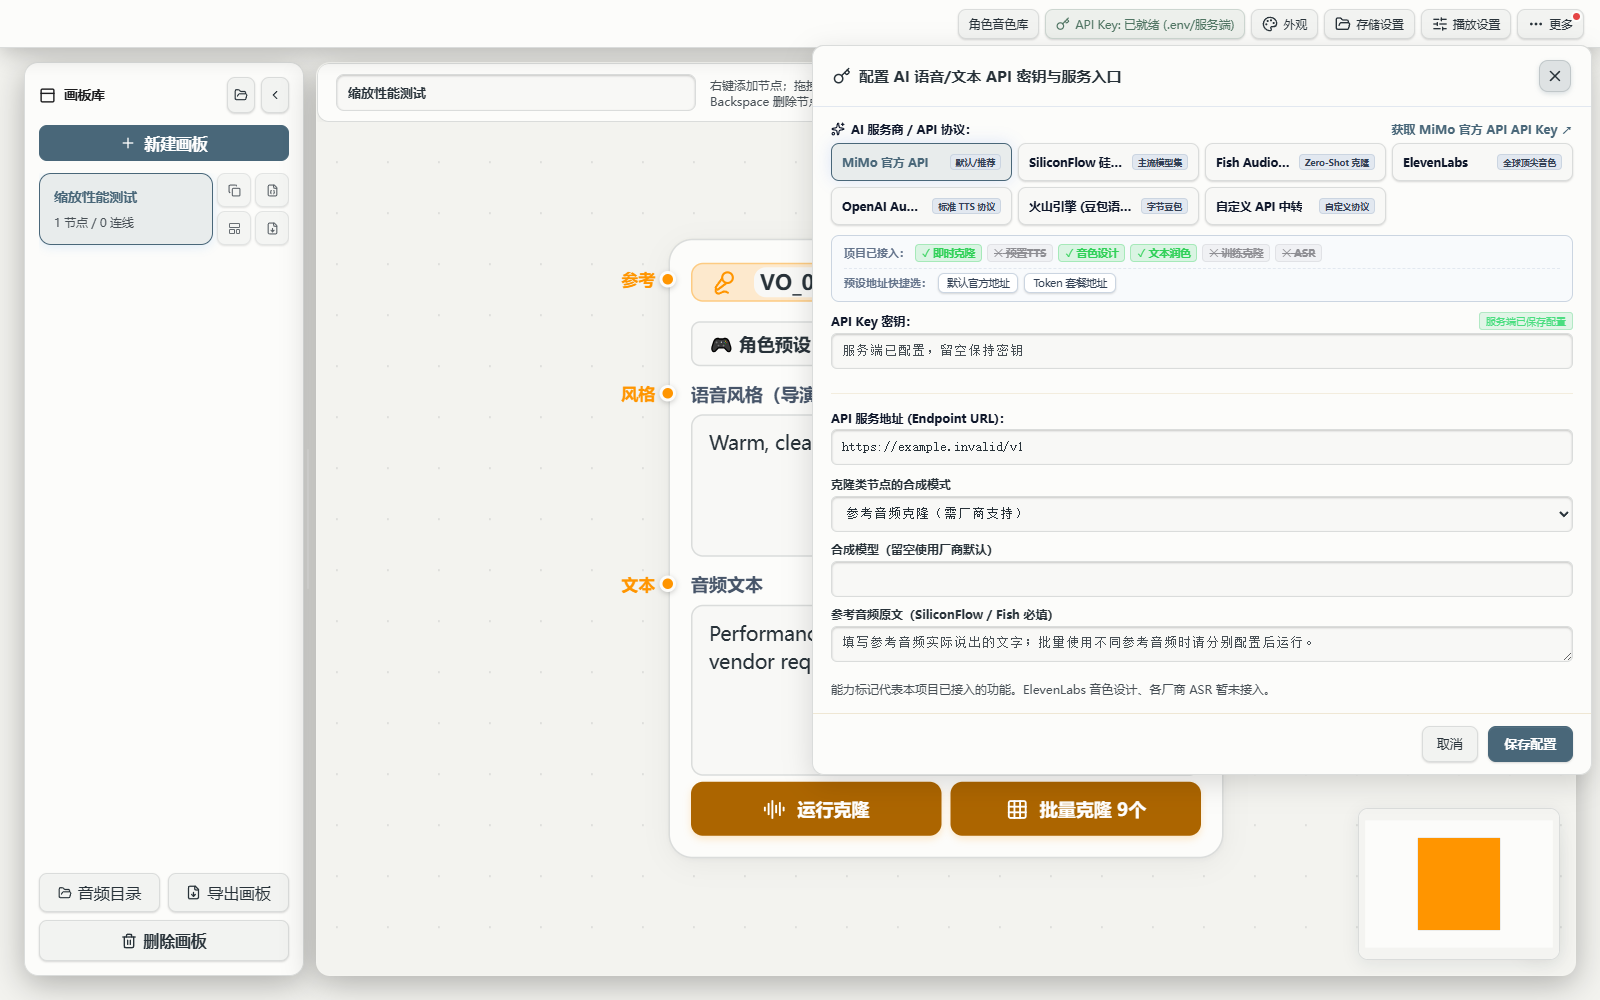 角色音色库
API Key: 已就绪 (.env/服务端)
外观
存储设置
播放设置
更多
画板库
新建画板
缩放性能测试
1 节点 / 0 连线
音频目录
导出画板
删除画板
缩放性能测试
右键添加节点；拖
Backspace 删除节
参考
VO_0
角色预设
风格
语音风格（导演
Warm, clea
文本
音频文本
Performanc
vendor req
运行克隆
批量克隆 9个
配置 AI 语音/文本 API 密钥与服务入口
AI 服务商 / API 协议：
获取 MiMo 官方 API API Key ↗
MiMo 官方 API 默认/推荐
SiliconFlow 硅... 主流模型集
Fish Audio... Zero-Shot 克隆
ElevenLabs 全球顶尖音色
OpenAI Au... 标准 TTS 协议
火山引擎 (豆包语... 字节豆包
自定义 API 中转 自定义协议
项目已接入： ✓ 即时克隆 ✕ 预置TTS ✓ 音色设计 ✓ 文本润色 ✕ 训练克隆 ✕ ASR
预设地址快捷选： 默认官方地址 Token 套餐地址
API Key 密钥：
服务端已保存配置
服务端已配置，留空保持密钥
API 服务地址 (Endpoint URL)：
https://example.invalid/v1
克隆类节点的合成模式
参考音频克隆（需厂商支持）
合成模型（留空使用厂商默认）
参考音频原文（SiliconFlow / Fish 必填）
填写参考音频实际说出的文字；批量使用不同参考音频时请分别配置后运行。
能力标记代表本项目已接入的功能。ElevenLabs 音色设计、各厂商 ASR 暂未接入。
取消
保存配置